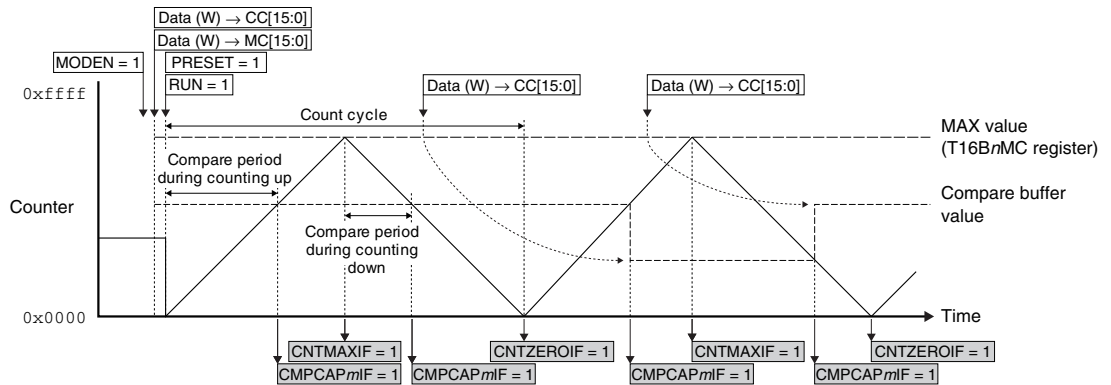 Data (W) → CC[15:0]
Data (W) → MC[15:0]
MODEN = 1
PRESET = 1
RUN = 1
Data (W) → CC[15:0]
Data (W) → CC[15:0]
0xffff
Count cycle
MAX value
(T16BnMC register)
Compare period
during counting up
Counter
Compare buffer
value
Compare period
during counting
down
0x0000
Time
CNTMAXIF = 1
CNTZEROIF = 1
CNTMAXIF = 1
CNTZEROIF = 1
CMPCAPmIF = 1
CMPCAPmIF = 1
CMPCAPmIF = 1
CMPCAPmIF = 1